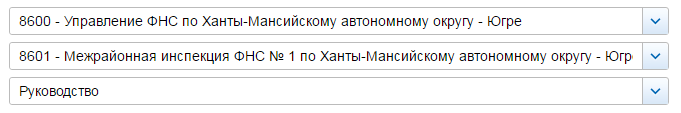 8600 - Управление ФНС по Ханты-Мансийскому автономному округу - Югре
8601 - Межрайонная инспекция ФНС № 1 по Ханты-Мансийскому автономному округу - Югре
Руководство